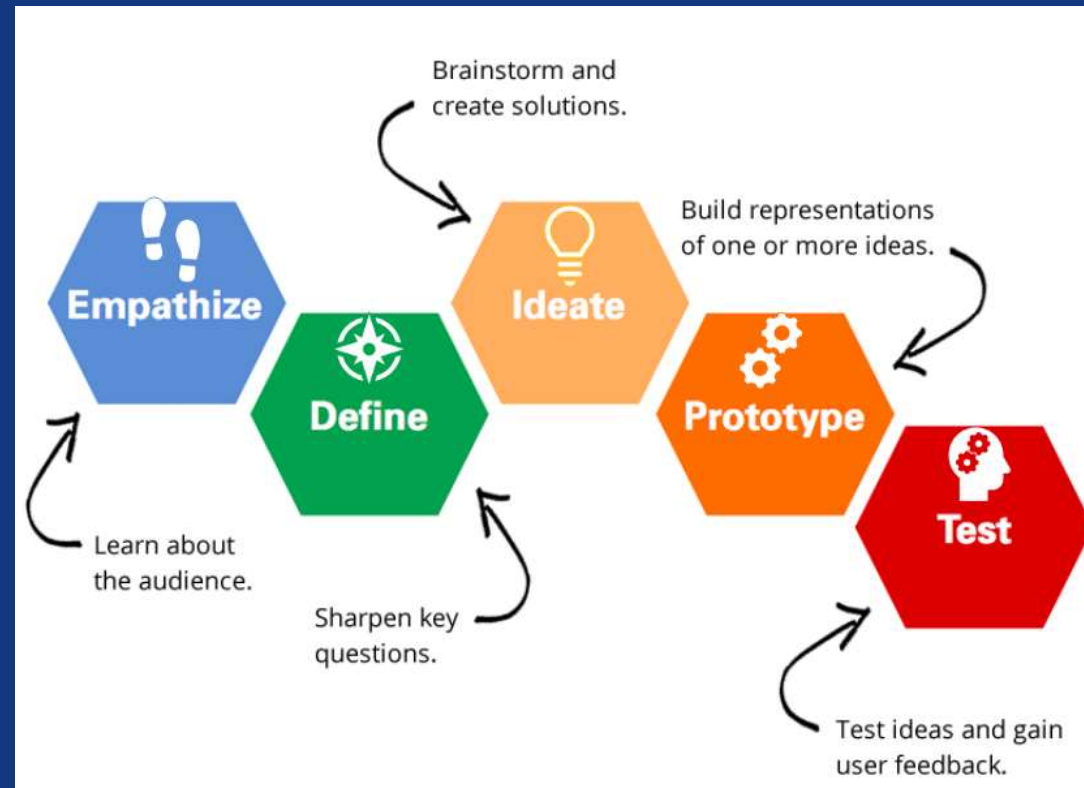 Brainstorm and
create solutions.
Build representations
of one or more ideas.
Empathize
Ideate
Define
Prototype
Test
Learn about
the audience.
Sharpen key
questions.
Test ideas and gain
user feedback.